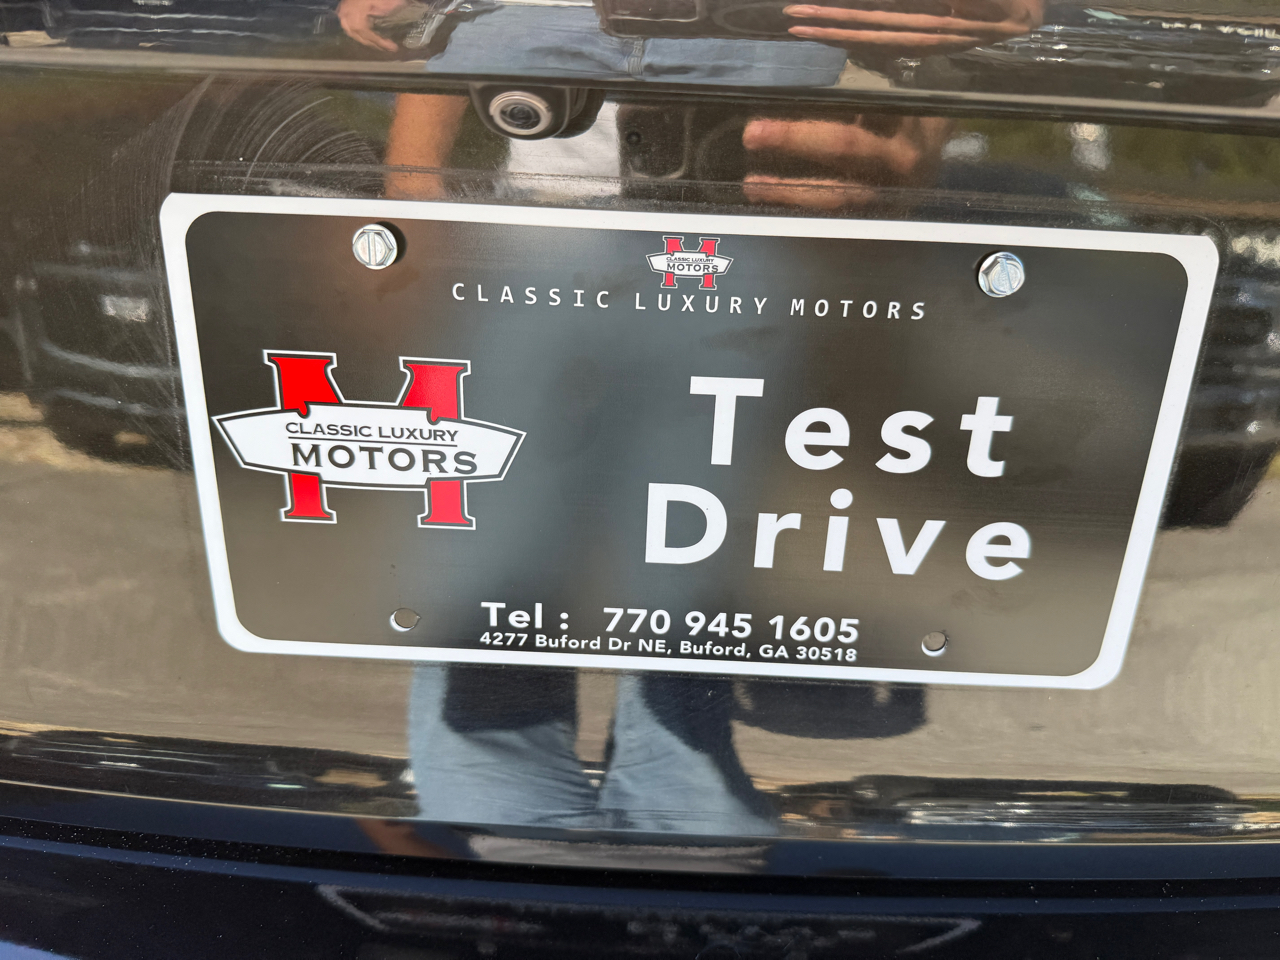 CLASSIC LUXURY
MOTORS
CLASSIC LUXURY MOTORS
CLASSIC LUXURY
MOTORS
Test
Drive
Tel : 770 945 1605
4277 Buford Dr NE, Buford, GA 30518